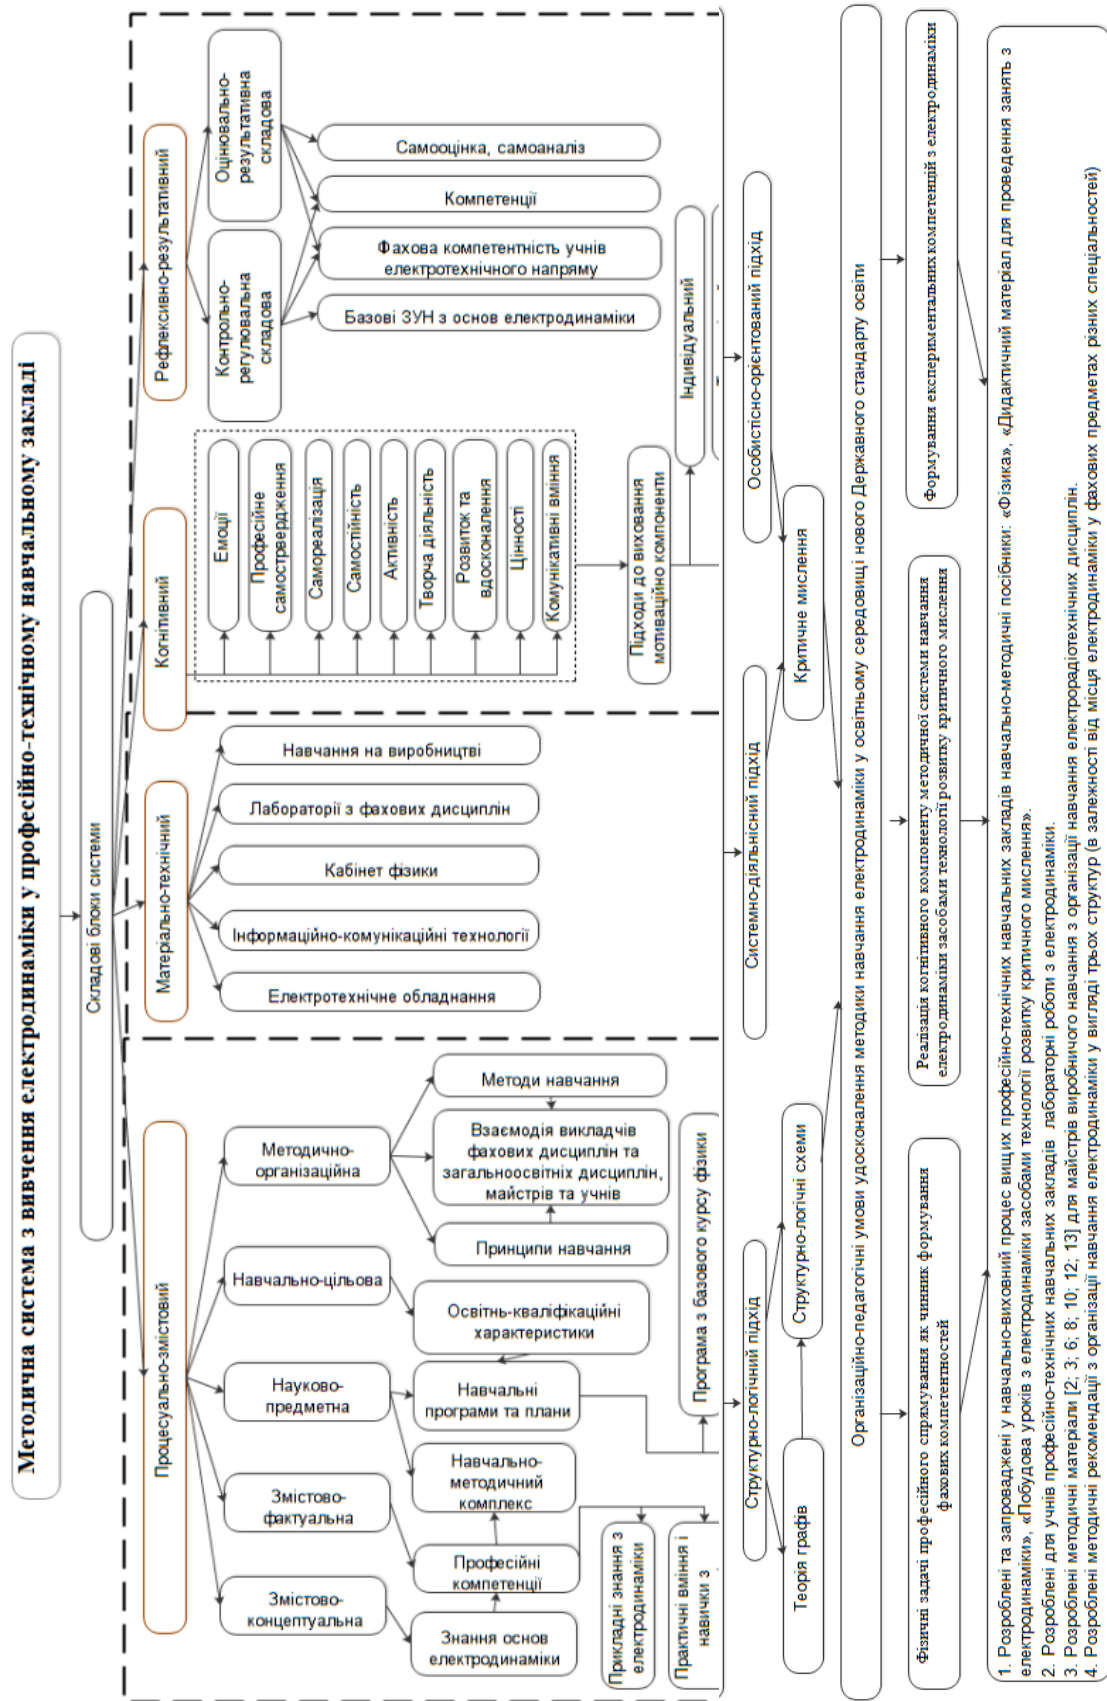 Методична система з вивчення електродинаміки у професійно-технічному навчальному закладі
Складові блоки системи
Процесуально-змістовий
Матеріально-технічний
Когнітивний
Рефлексивно-результативний
Змістово-
концептуальна
Змістово-
фактуальна
Науково-
предметна
Навчально-цільова
Методично-
організаційна
Знання основ
електродинаміки
Професійні
компетенції
Навчально-
методичний
комплекс
Навчальні
програми та плани
Освітнь-кваліфікаційні
характеристики
Принципи навчання
Взаємодія викладчів
фахових дисциплін та
загальноосвітніх дисциплін,
майстрів та учнів
Методи навчання
Прикладні знання з
електродинаміки
Практичні вміння і
навички з
Програма з базового курсу фізики
Електротехнічне обладнання
Інформаційно-комунікаційні технології
Кабінет фізики
Лабораторії з фахових дисциплін
Навчання на виробництві
Емоції
Професійне
самострвердження
Самореалізація
Самостійність
Активність
Творча діяльність
Розвиток та
вдосконалення
Цінності
Комунікативні вміння
Підходи до виховання
мотиваційно компоненти
Індивідуальний
Контрольно-
регулювальна
складова
Оцінювально-
результативна
складова
Базові ЗУН з основ електродинаміки
Фахова компетентність учнів
електротехнічного напряму
Компетенції
Самооцінка, самоаналіз
Структурно-логічний підхід
Системно-діяльнісний підхід
Особистісно-орієнтований підхід
Теорія графів
Структурно-логічні схеми
Критичне мислення
Організаційно-педагогічні умови удосконалення методики навчання електродинаміки у освітньому середовищі нового Державного стандарту освіти
Фізичні задачі професійного спрямування як чинник формування
фахових компетентностей
Реалізація когнітивного компоненту методичної системи навчання
електродинаміки засобами технології розвитку критичного мислення
Формування експериментальних компетенцій з електродинаміки
1. Розроблені та запроваджені у навчально-виховний процес вищих професійно-технічних навчальних закладів навчально-методичні посібники: «Фізика», «Дидактичний матеріал для проведення занять з
електродинаміки», «Побудова уроків з електродинаміки засобами технології розвитку критичного мислення».
2. Розроблені для учнів професійно-технічних навчальних закладів лабораторні роботи з електродинаміки.
3. Розроблені методичні матеріали [2; 3; 6; 8; 10; 12; 13] для майстрів виробничого навчання з організації навчання електрорадіотехнічних дисциплін.
4. Розроблені методичні рекомендації з організації навчання електродинаміки у вигляді трьох структур (в залежності від місця електродинаміки у фахових предметах різних спеціальностей)